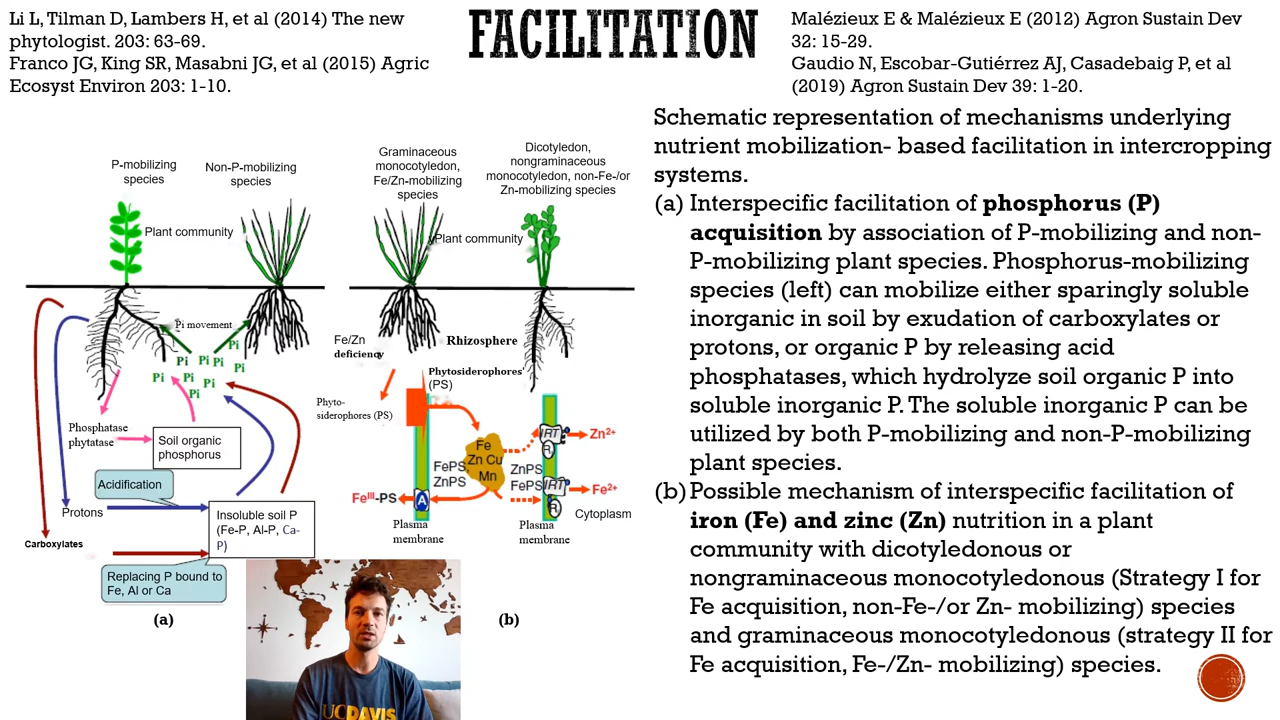 Li L, Tilman D, Lambers H, et al (2014) The new
phytologist. 203: 63-69.
Franco JG, King SR, Masabni JG, et al (2015) Agric
Ecosyst Environ 203: 1-10.
FACILITATION
Malézieux E & Malézieux E (2012) Agron Sustain Dev
32: 15-29.
Gaudio N, Escobar-Gutiérrez AJ, Casadebaig P, et al
(2019) Agron Sustain Dev 39: 1-20.
P-mobilizing
species
Non-P-mobilizing
species
Plant community
Pi movement
Pi
Pi
Pi
Pi
Pi
Pi
Pi
Pi
Pi
Phosphatase
phytatase
Soil organic
phosphorus
Acidification
Protons
Insoluble soil P
(Fe-P, Al-P, Ca-
P)
Carboxylates
Replacing P bound to
Fe, Al or Ca
(a)
Graminaceous
monocotyledon,
Fe/Zn-mobilizing
species
Dicotyledon,
nongraminaceous
monocotyledon, non-Fe-/or
Zn-mobilizing species
Plant community
Fe/Zn
deficiency
Rhizosphere
Phytosiderophores
(PS)
Phyto-
siderophores (PS)
Fe
Zn Cu
Mn
FePS
ZnPS
ZnPS
FePS
IRT
R
Zn2+
IRT
R
Fe2+
FeIII-PS
A
Cytoplasm
Plasma
membrane
Plasma
membrane
(b)
UC DAVIS
Schematic representation of mechanisms underlying
nutrient mobilization- based facilitation in intercropping
systems.
(a) Interspecific facilitation of phosphorus (P)
acquisition by association of P-mobilizing and non-
P-mobilizing plant species. Phosphorus-mobilizing
species (left) can mobilize either sparingly soluble
inorganic in soil by exudation of carboxylates or
protons, or organic P by releasing acid
phosphatases, which hydrolyze soil organic P into
soluble inorganic P. The soluble inorganic P can be
utilized by both P-mobilizing and non-P-mobilizing
plant species.
(b) Possible mechanism of interspecific facilitation of
iron (Fe) and zinc (Zn) nutrition in a plant
community with dicotyledonous or
nongraminaceous monocotyledonous (Strategy I for
Fe acquisition, non-Fe-/or Zn- mobilizing) species
and graminaceous monocotyledonous (strategy II for
Fe acquisition, Fe-/Zn- mobilizing) species.